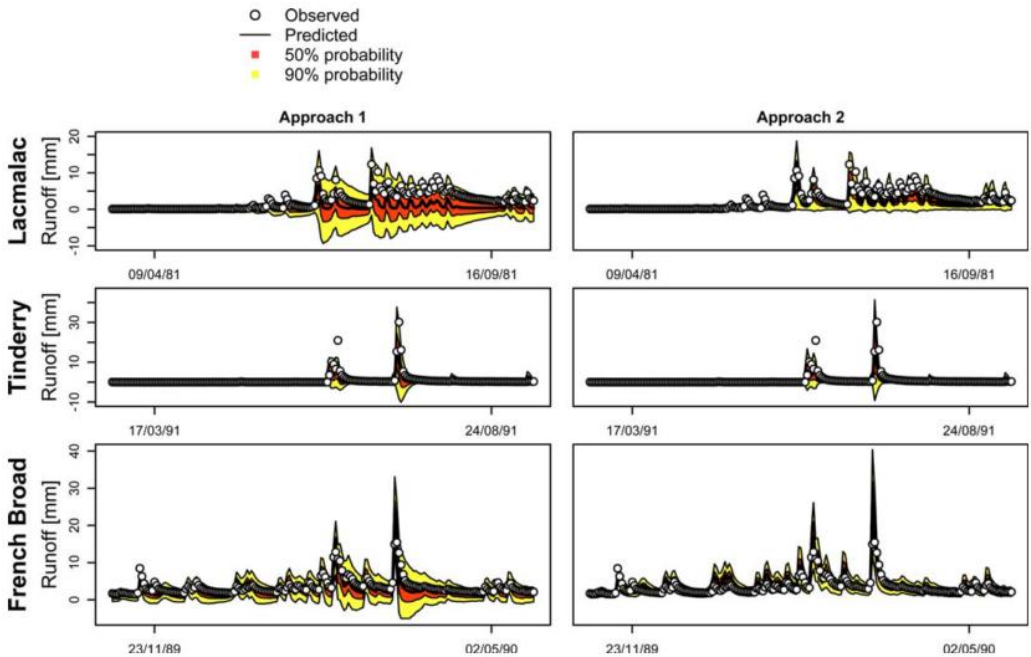 Observed
Predicted
50% probability
90% probability
Approach 1
Approach 2
Lacmalac
Runoff [mm]
20
10
0
-10
09/04/81
16/09/81
09/04/81
16/09/81
Tinderry
Runoff [mm]
30
10
-10
17/03/91
24/08/91
17/03/91
24/08/91
French Broad
Runoff [mm]
40
30
20
10
0
23/11/89
02/05/90
23/11/89
02/05/90